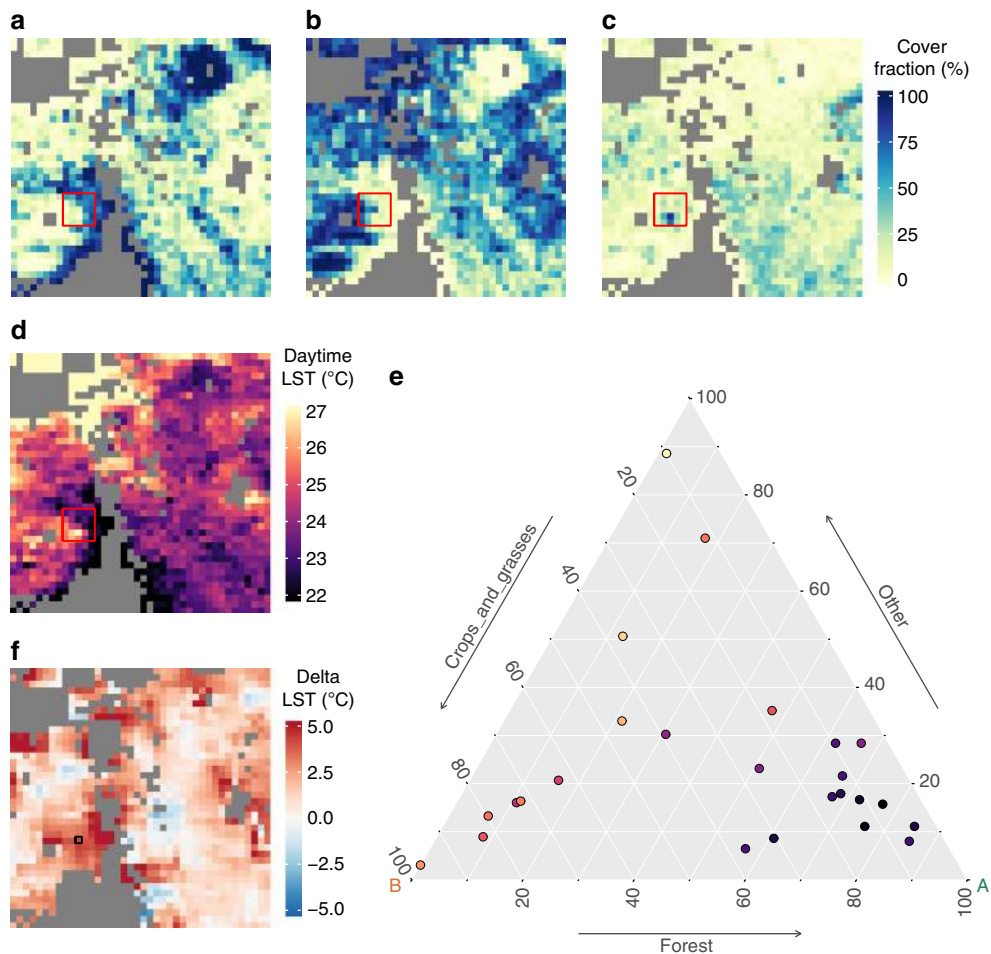 a
b
c
Cover
fraction (%)
100
75
50
25
0
d
Daytime
LST (°C)
27
26
25
24
23
22
e
100
80
60
40
20
Other
20
40
60
80
100
Crops_and_grasses
B
A
20
40
60
80
100
Forest
f
Delta
LST (°C)
5.0
2.5
0.0
−2.5
−5.0